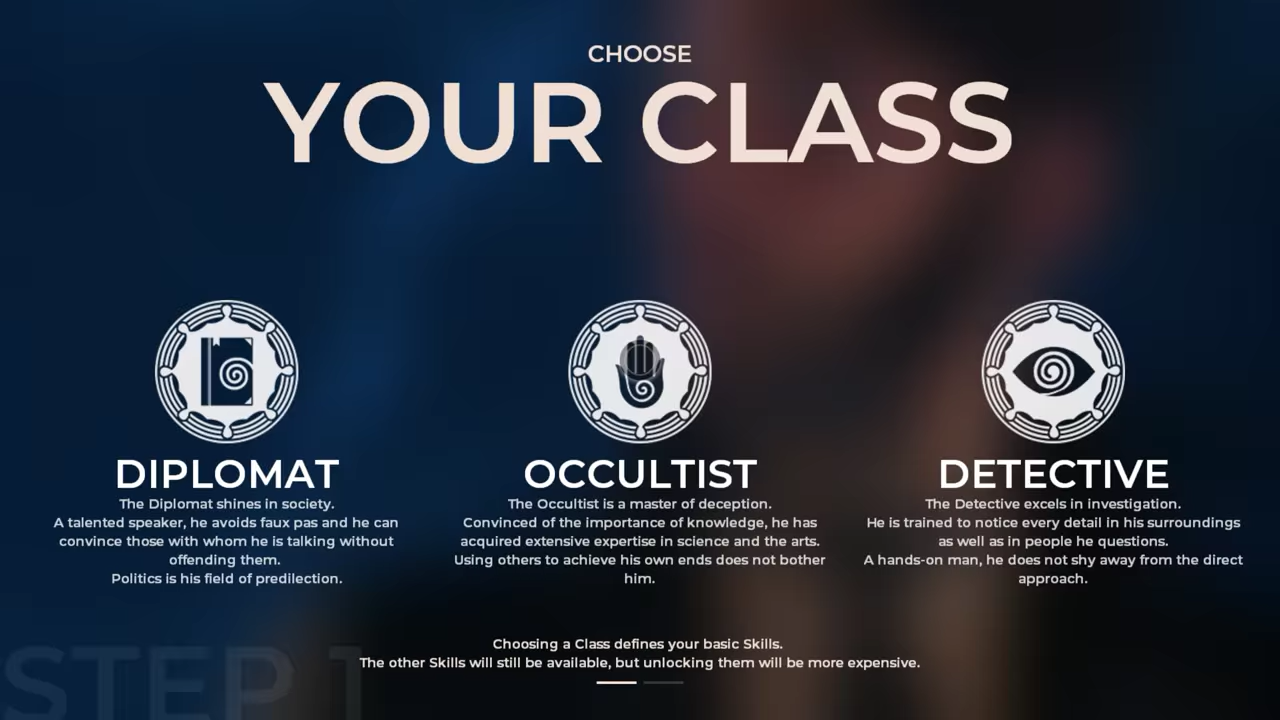 CHOOSE
YOUR CLASS
DIPLOMAT
The Diplomat shines in society.
A talented speaker, he avoids faux pas and he can
convince those with whom he is talking without
offending them.
Politics is his field of predilection.
OCCULTIST
The Occultist is a master of deception.
Convinced of the importance of knowledge, he has
acquired extensive expertise in science and the arts.
Using others to achieve his own ends does not bother
him.
DETECTIVE
The Detective excels in investigation.
He is trained to notice every detail in his surroundings
as well as in people he questions.
A hands-on man, he does not shy away from the direct
approach.
Choosing a Class defines your basic Skills.
The other Skills will still be available, but unlocking them will be more expensive.
STEP 1